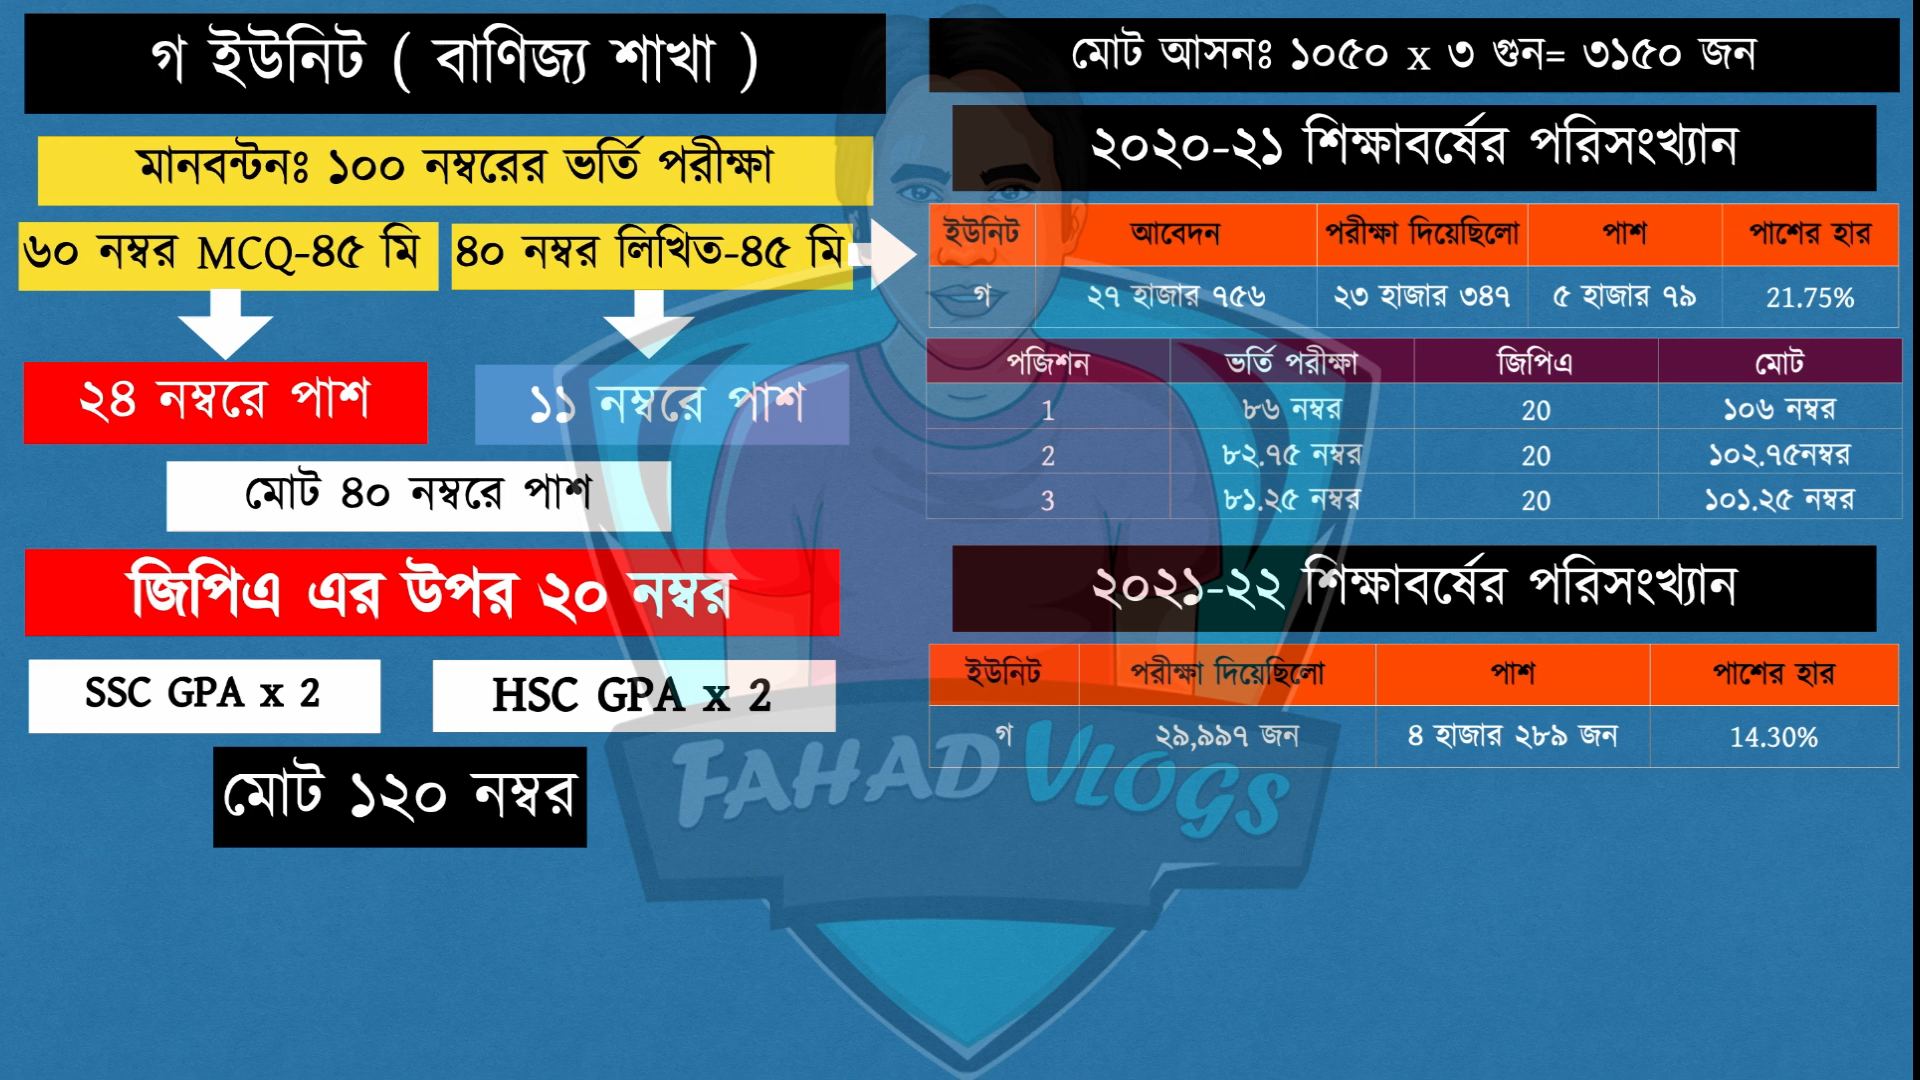 গ ইউনিট ( বাণিজ্য শাখা )
মানবন্টনঃ ১০০ নম্বরের ভর্তি পরীক্ষা
৬০ নম্বর MCQ-৪৫ মি
৪০ নম্বর লিখিত-৪৫ মি
২৪ নম্বরে পাশ
১১ নম্বরে পাশ
মোট ৪০ নম্বরে পাশ
জিপিএ এর উপর ২০ নম্বর
SSC GPA x 2
HSC GPA x 2
মোট ১২০ নম্বর
মোট আসনঃ ১০৫০ x ৩ গুন= ৩১৫০ জন
২০২০-২১ শিক্ষাবর্ষের পরিসংখ্যান
ইউনিট আবেদন পরীক্ষা দিয়েছিলো পাশ পাশের হার
গ ২৭ হাজার ৭৫৬ ২৩ হাজার ৩৪৭ ৫ হাজার ৭৯ 21.75%
পজিশন ভর্তি পরীক্ষা জিপিএ মোট
1 ৮৬ নম্বর 20 ১০৬ নম্বর
2 ৮২.৭৫ নম্বর 20 ১০২.৭৫নম্বর
3 ৮১.২৫ নম্বর 20 ১০১.২৫ নম্বর
২০২১-২২ শিক্ষাবর্ষের পরিসংখ্যান
ইউনিট পরীক্ষা দিয়েছিলো পাশ পাশের হার
গ ২৯,৯৯৭ জন ৪ হাজার ২৮৯ জন 14.30%
FAHAD VLOGS